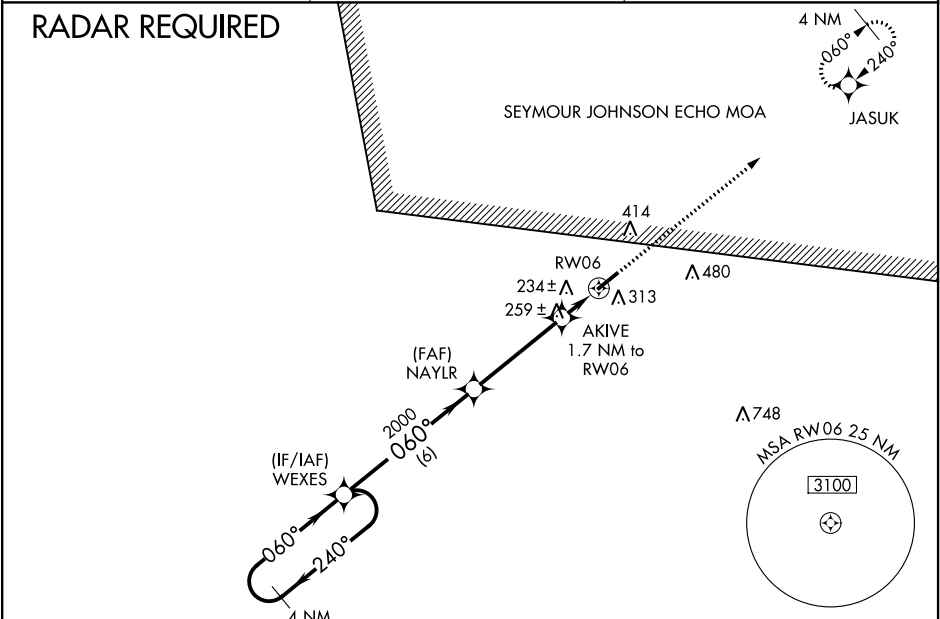 RADAR REQUIRED
4 NM
060°
240°
JASUK
SEYMOUR JOHNSON ECHO MOA
414
RW06
480
234 ±
313
259 ±
AKIVE
1.7 NM to
RW06
(FAF)
NAYLR
2000
060°
(6)
748
MSA RW06 25 NM
3100
(IF/IAF)
WEXES
060°
240°
4 NM